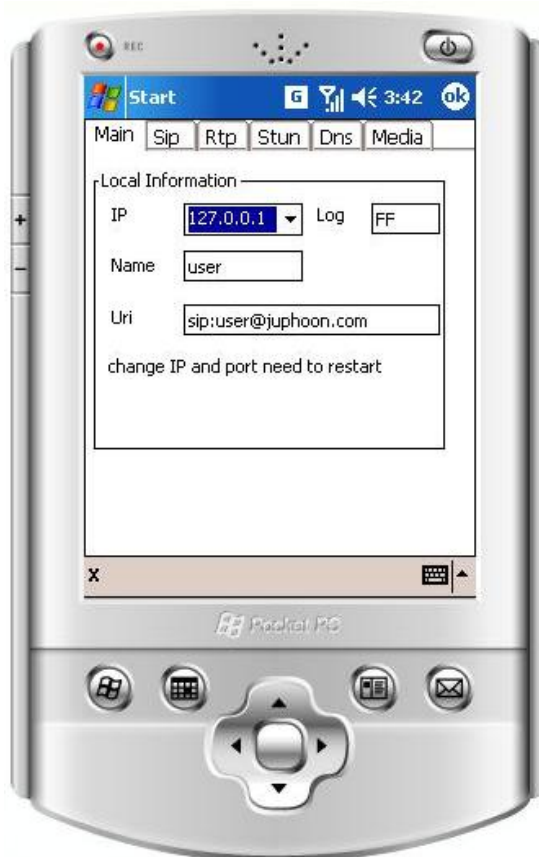 REC
Start G 3:42 ok
Main Sip Rtp Stun Dns Media
Local Information
IP 127.0.0.1 Log FF
Name user
Uri sip:user@juphoon.com
change IP and port need to restart
x
Pocket PC